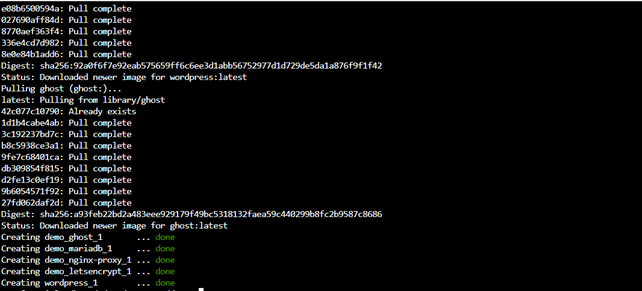 e08b6500594a: Pull complete
027690aff84d: Pull complete
8770aef363f4: Pull complete
336e4cd7d982: Pull complete
8e0e84b1add6: Pull complete
Digest: sha256:92a0f6f7e92eab575659ff6c6ee3d1abb56752977d1d729de5da1a876f9f1f42
Status: Downloaded newer image for wordpress:latest
Pulling ghost (ghost:)...
latest: Pulling from library/ghost
42c077c10790: Already exists
1d1b4cabe4ab: Pull complete
3c192237bd7c: Pull complete
b8c5938ce3a1: Pull complete
9fe7c68401ca: Pull complete
db309854f815: Pull complete
d2fe13c0ef19: Pull complete
9b6054571f92: Pull complete
27fd062daf2d: Pull complete
Digest: sha256:a93feb22bd2a483eee929179f49bc5318132faea59c440299b8fc2b9587c8686
Status: Downloaded newer image for ghost:latest
Creating demo_ghost_1 ... done
Creating demo_mariadb_1 ... done
Creating demo_nginx-proxy_1 ... done
Creating demo_letsencrypt_1 ... done
Creating wordpress_1 ... done